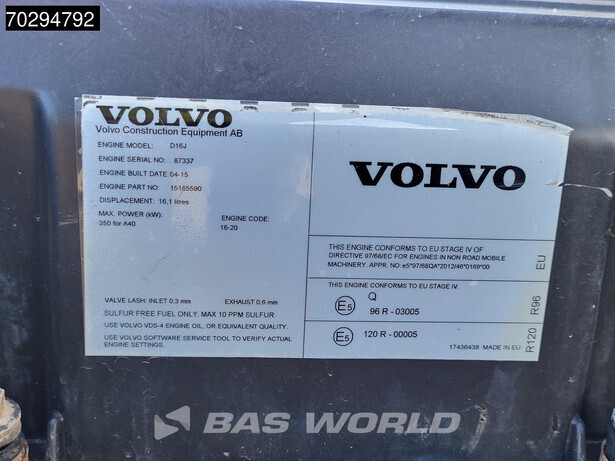 70294792
VOLVO
Volvo Construction Equipment AB
ENGINE MODEL: D16J
ENGINE SERIAL NO: 87337
ENGINE BUILT DATE 04-15
ENGINE PART NO: 15185590
DISPLACEMENT: 16,1 litres
MAX. POWER (kW): ENGINE CODE:
350 for A40 16-20
VALVE LASH: INLET 0,3 mm EXHAUST 0,6 mm
SULFUR FREE FUEL ONLY, MAX 10 PPM SULFUR.
USE VOLVO VDS-4 ENGINE OIL, OR EQUIVALENT QUALITY.
USE VOLVO SOFTWARE SERVICE TOOL TO VERIFY ACTUAL
ENGINE SETTINGS.
VOLVO
THIS ENGINE CONFORMS TO EU STAGE IV OF
DIRECTIVE 97/68/EC FOR ENGINES IN NON ROAD MOBILE
MACHINERY. APPR. NO: e5*97/68QA*2012/46*0169*00
EU
THIS ENGINE CONFORMS TO EU STAGE IV.
E5 Q
96 R - 03005
R96
E5 120 R - 00005
R120
17436438 MADE IN EU
BAS WORLD